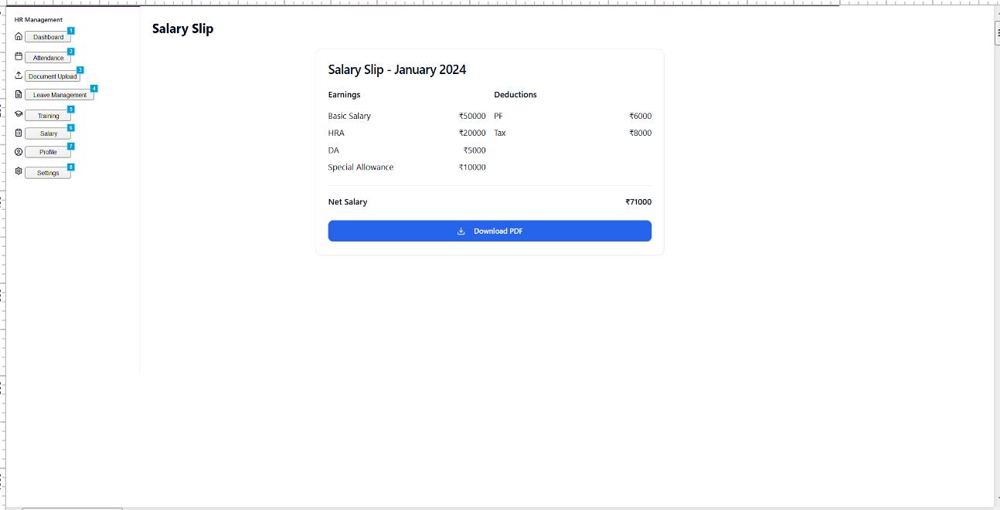 HR Management
Dashboard 1
Attendance 2
Document Upload 3
Leave Management 4
Training 5
Salary 6
Profile 7
Settings 8
Salary Slip
Salary Slip - January 2024
Earnings Deductions
Basic Salary ₹50000 PF ₹6000
HRA ₹20000 Tax ₹8000
DA ₹5000
Special Allowance ₹10000
Net Salary ₹71000
Download PDF